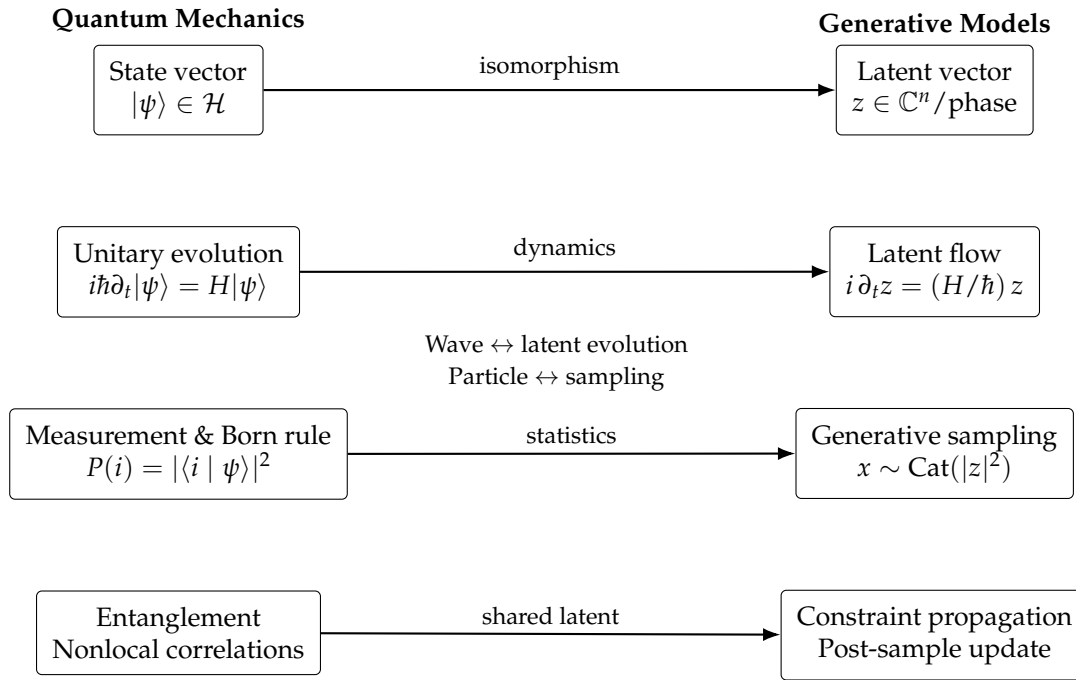 Quantum Mechanics
Generative Models
State vector
|ψ⟩ ∈ ℋ
isomorphism
Latent vector
z ∈ ℂⁿ/phase
Unitary evolution
iħ∂ₜ|ψ⟩ = H|ψ⟩
dynamics
Latent flow
i ∂ₜz = (H/ħ) z
Wave ↔ latent evolution
Particle ↔ sampling
Measurement & Born rule
P(i) = |⟨i | ψ⟩|²
statistics
Generative sampling
x ∼ Cat(|z|²)
Entanglement
Nonlocal correlations
shared latent
Constraint propagation
Post-sample update